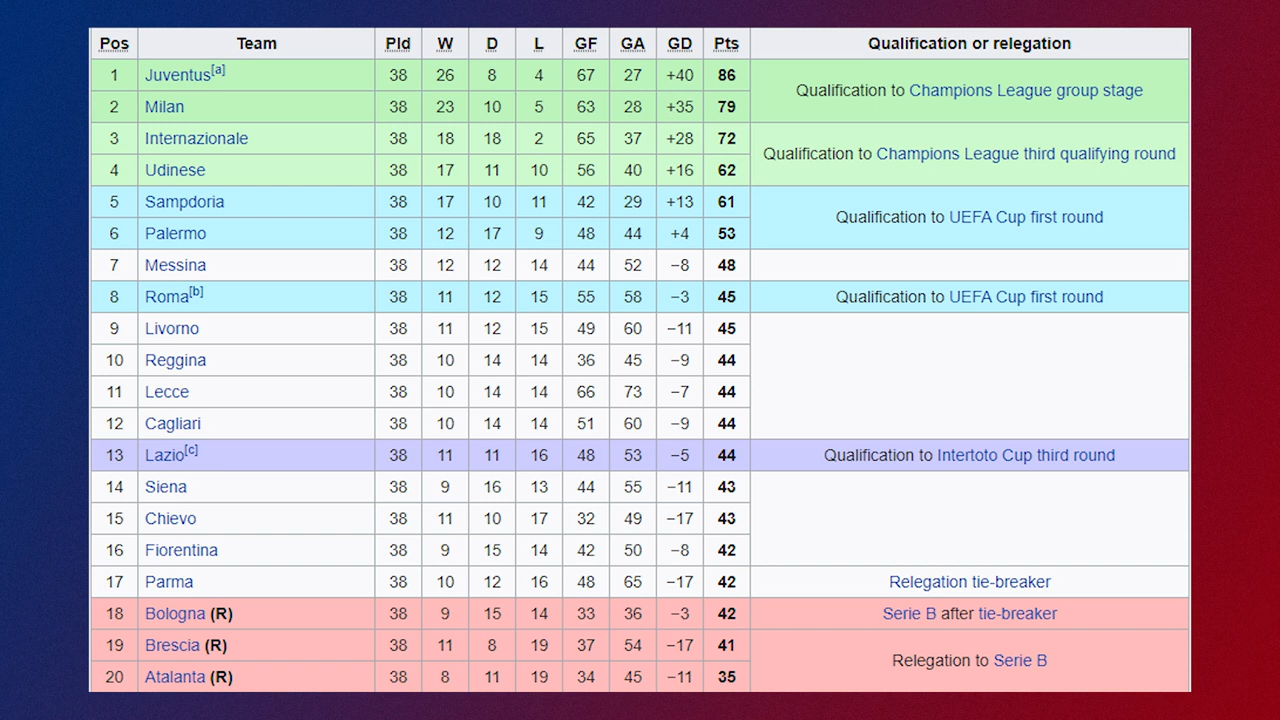 Pos Team Pld W D L GF GA GD Pts Qualification or relegation
1 Juventus[a] 38 26 8 4 67 27 +40 86
Qualification to Champions League group stage
2 Milan 38 23 10 5 63 28 +35 79
3 Internazionale 38 18 18 2 65 37 +28 72
Qualification to Champions League third qualifying round
4 Udinese 38 17 11 10 56 40 +16 62
5 Sampdoria 38 17 10 11 42 29 +13 61
Qualification to UEFA Cup first round
6 Palermo 38 12 17 9 48 44 +4 53
7 Messina 38 12 12 14 44 52 −8 48
8 Roma[b] 38 11 12 15 55 58 −3 45 Qualification to UEFA Cup first round
9 Livorno 38 11 12 15 49 60 −11 45
10 Reggina 38 10 14 14 36 45 −9 44
11 Lecce 38 10 14 14 66 73 −7 44
12 Cagliari 38 10 14 14 51 60 −9 44
13 Lazio[c] 38 11 11 16 48 53 −5 44 Qualification to Intertoto Cup third round
14 Siena 38 9 16 13 44 55 −11 43
15 Chievo 38 11 10 17 32 49 −17 43
16 Fiorentina 38 9 15 14 42 50 −8 42
17 Parma 38 10 12 16 48 65 −17 42 Relegation tie-breaker
18 Bologna (R) 38 9 15 14 33 36 −3 42 Serie B after tie-breaker
19 Brescia (R) 38 11 8 19 37 54 −17 41
Relegation to Serie B
20 Atalanta (R) 38 8 11 19 34 45 −11 35